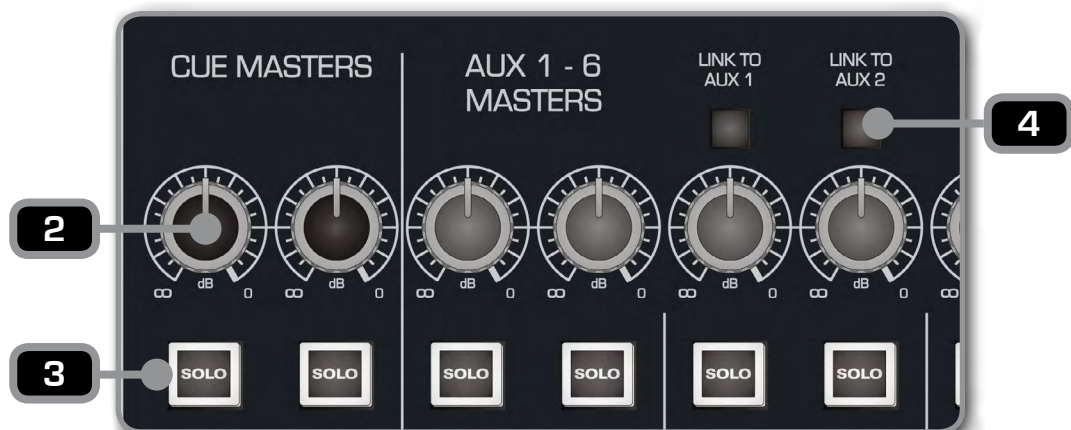 CUE MASTERS
AUX 1 - 6
MASTERS
LINK TO
AUX 1
LINK TO
AUX 2
4
2
∞ dB 0
∞ dB 0
∞ dB 0
∞ dB 0
∞ dB 0
∞ dB 0
∞
3
SOLO
SOLO
SOLO
SOLO
SOLO
SOLO